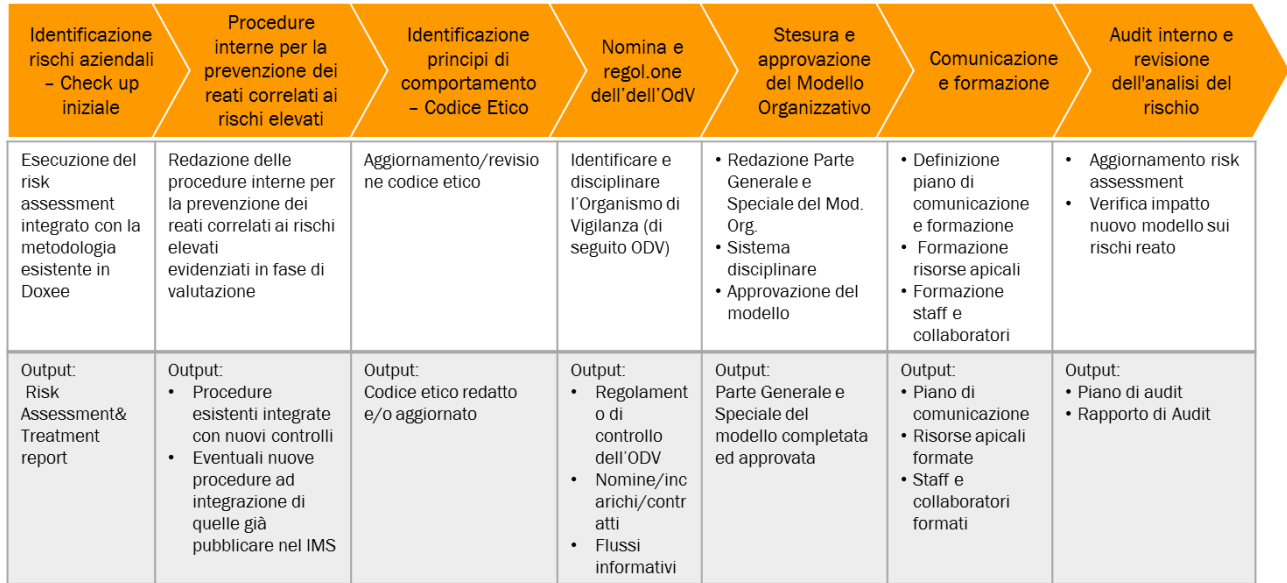 Identificazione
rischi aziendali
– Check up
iniziale
Procedure
interne per la
prevenzione dei
reati correlati ai
rischi elevati
Identificazione
principi di
comportamento
– Codice Etico
Nomina e
regol.one
dell'dell'OdV
Stesura e
approvazione
del Modello
Organizzativo
Comunicazione
e formazione
Audit interno e
revisione
dell'analisi del
rischio
Esecuzione del
risk
assessment
integrato con la
metodologia
esistente in
Doxee
Redazione delle
procedure interne per
la prevenzione dei
reati correlati ai rischi
elevati
evidenziati in fase di
valutazione
Aggiornamento/revisio
ne codice etico
Identificare e
disciplinare
l'Organismo di
Vigilanza (di
seguito ODV)
• Redazione Parte
Generale e
Speciale del Mod.
Org.
• Sistema
disciplinare
• Approvazione del
modello
• Definizione
piano di
comunicazione
e formazione
• Formazione
risorse apicali
• Formazione
staff e
collaboratori
• Aggiornamento risk
assessment
• Verifica impatto
nuovo modello sui
rischi reato
Output:
Risk
Assessment&
Treatment
report
Output:
• Procedure
esistenti integrate
con nuovi controlli
• Eventuali nuove
procedure ad
integrazione di
quelle già
pubblicare nel IMS
Output:
Codice etico redatto
e/o aggiornato
Output:
• Regolament
o di
controllo
dell'ODV
• Nomine/inc
arichi/contr
atti
• Flussi
informativi
Output:
Parte Generale e
Speciale del
modello completata
ed approvata
Output:
• Piano di
comunicazione
• Risorse apicali
formate
• Staff e
collaboratori
formati
Output:
• Piano di audit
• Rapporto di Audit